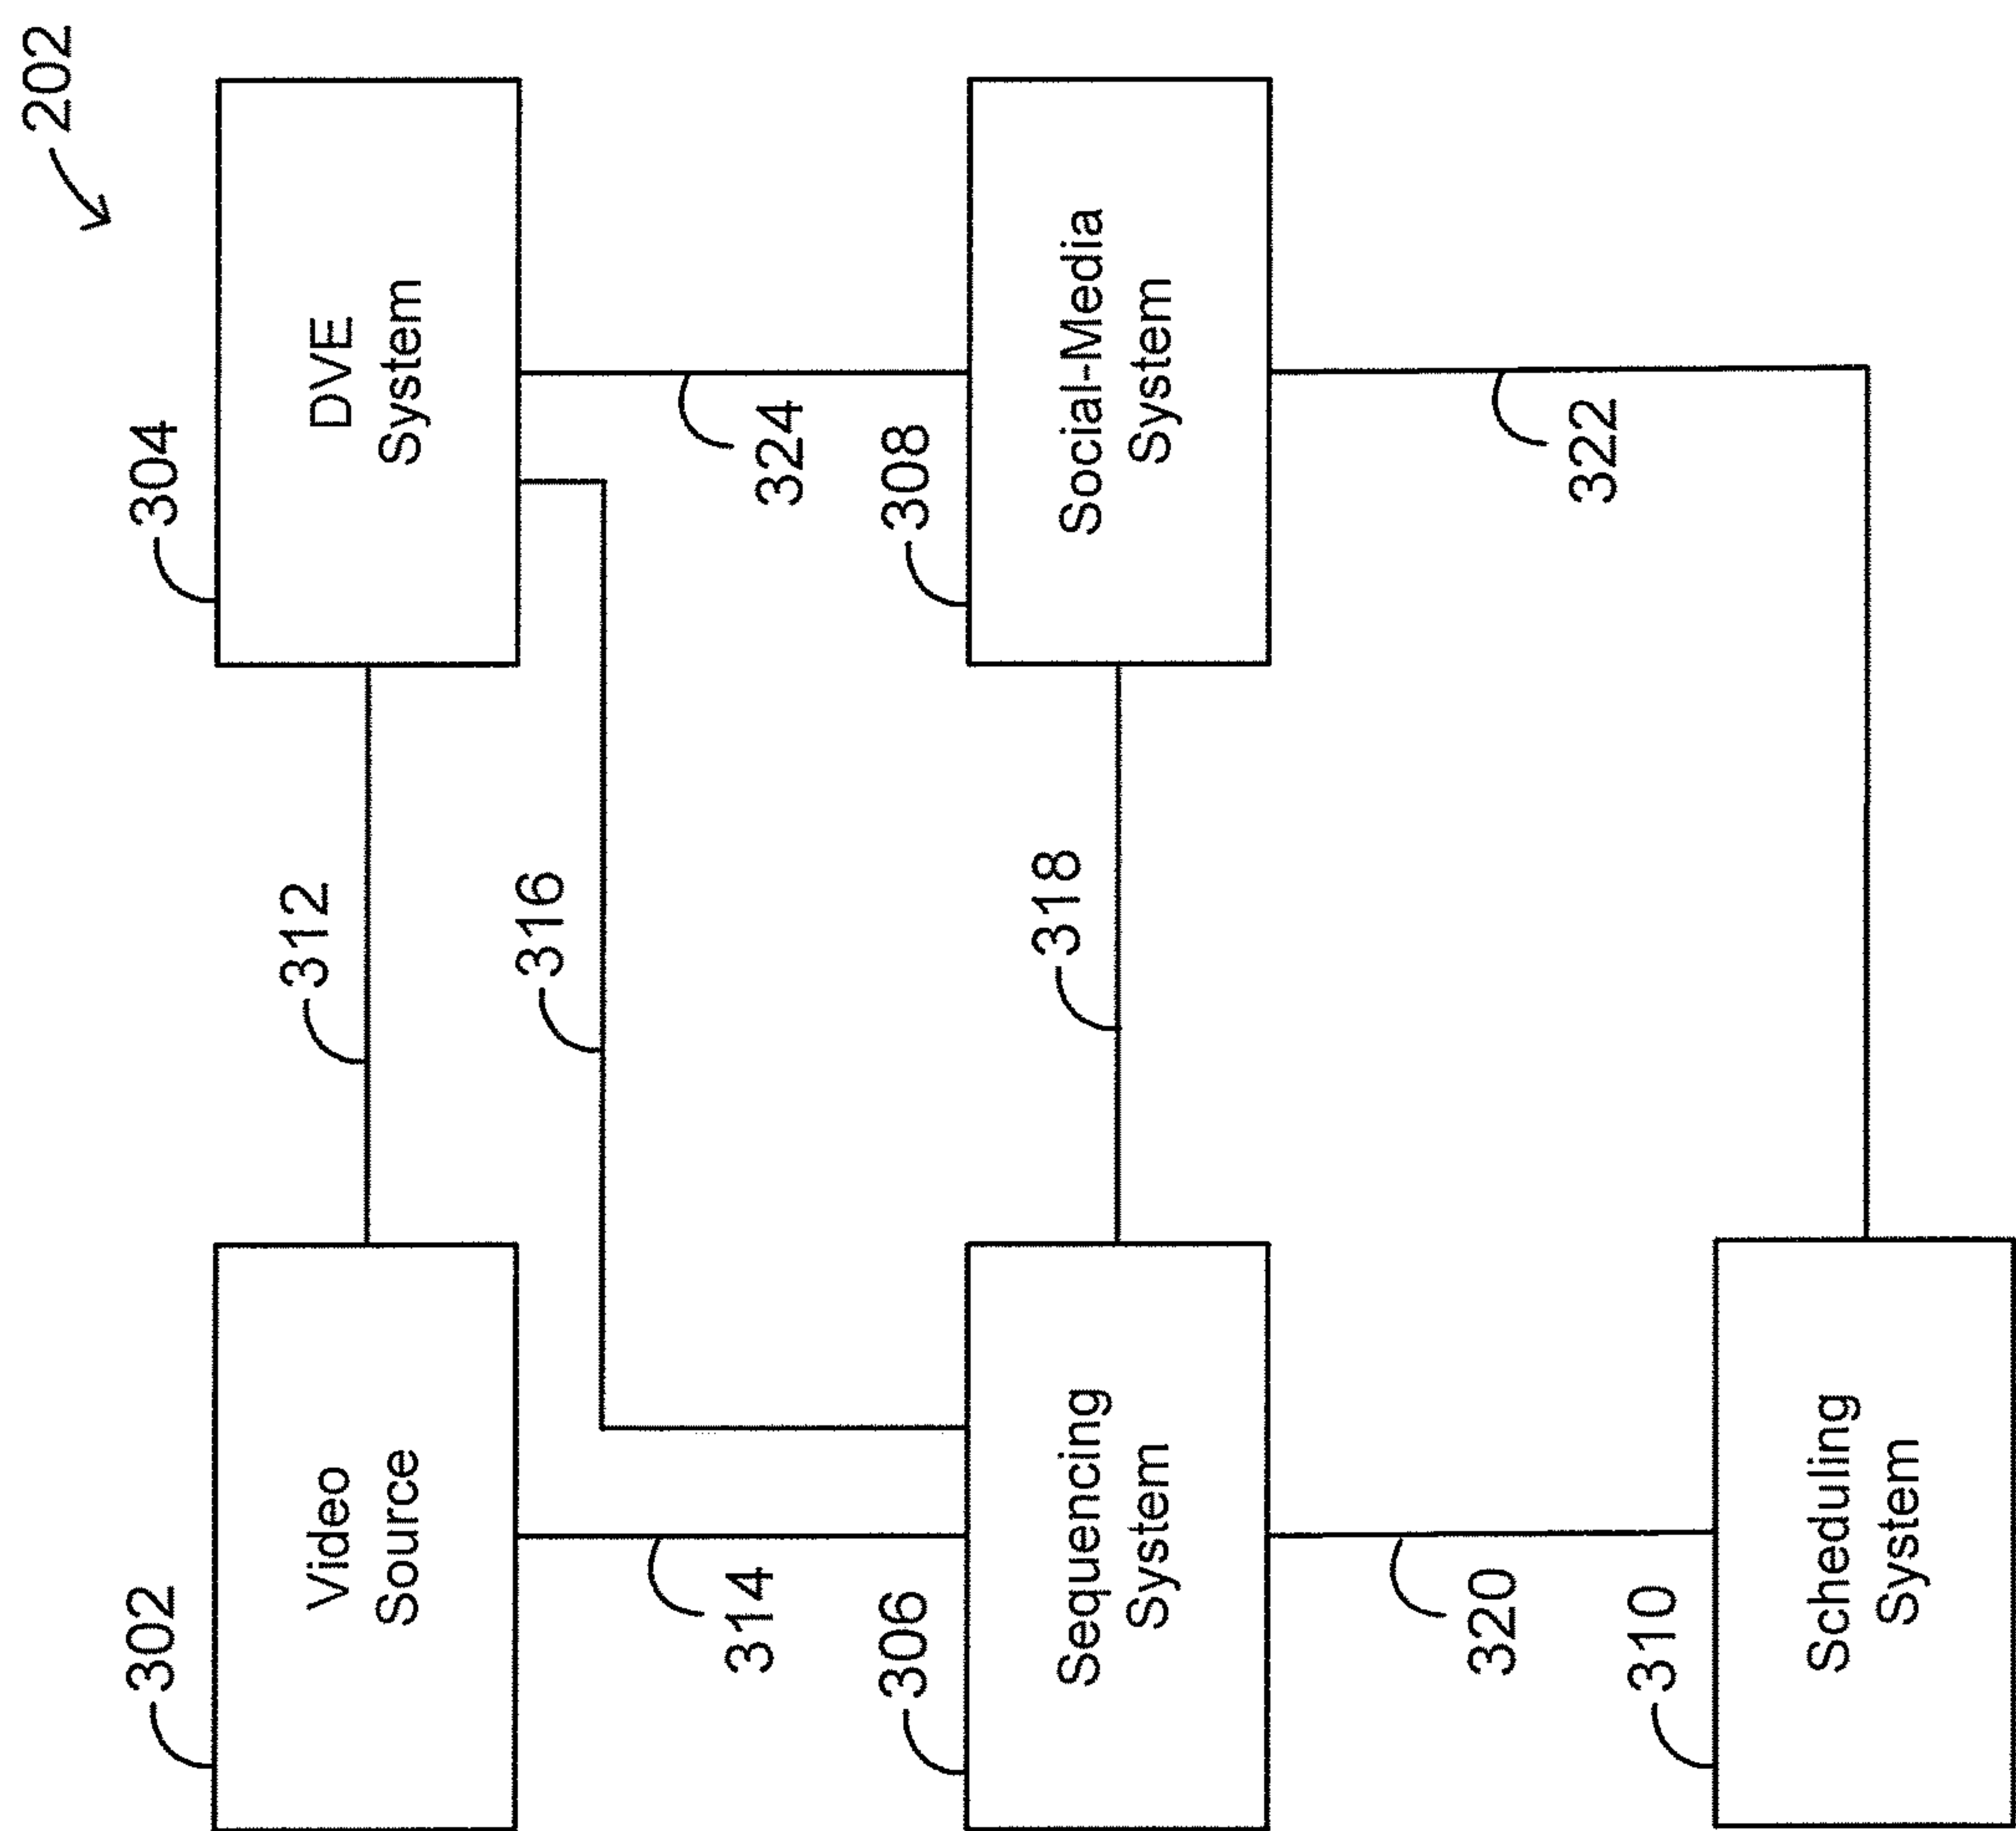 202
302
304
312
Video
Source
DVE
System
316
314
324
306
308
318
Sequencing
System
Social-Media
System
320
322
310
Scheduling
System